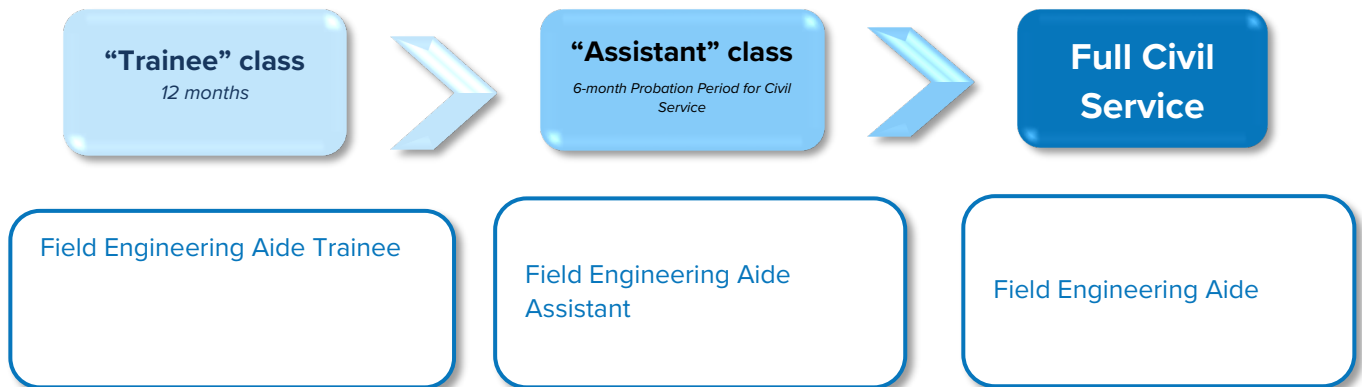 “Trainee” class
12 months
“Assistant” class
6-month Probation Period for Civil
Service
Full Civil
Service
Field Engineering Aide Trainee
Field Engineering Aide
Assistant
Field Engineering Aide